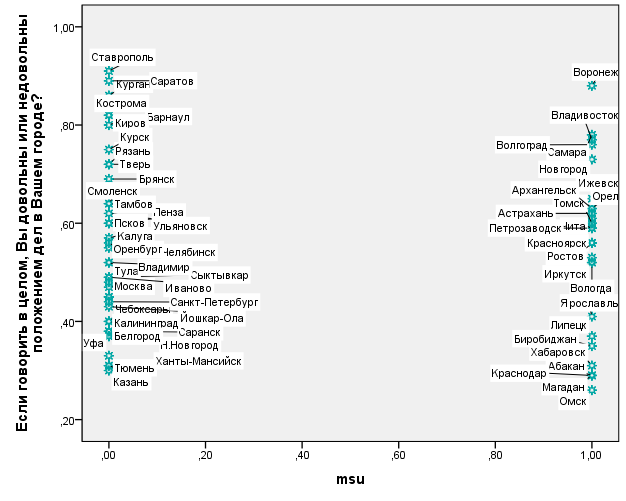 Если говорить в целом, Вы довольны или недовольны
положением дел в Вашем городе?
1,00
,80
,60
,40
,20
Ставрополь
Саратов
Курган
Кострома
Барнаул
Киров
Курск
Рязань
Тверь
Брянск
Смоленск
Тамбов
Пенза
Псков
Ульяновск
Калуга
Оренбург
Челябинск
Владимир
Тула
Сыктывкар
Москва
Иваново
Санкт-Петербург
Чебоксары
Йошкар-Ола
Калининград
Саранск
Белгород
Уфа
Н.Новгород
Ханты-Мансийск
Тюмень
Казань
Воронеж
Владивосток
Волгоград
Самара
Новгород
Ижевск
Архангельск
Орел
Томск
Астрахань
Петрозаводск
Чита
Красноярск
Ростов
Иркутск
Вологда
Ярославль
Липецк
Биробиджан
Хабаровск
Абакан
Краснодар
Магадан
Омск
,00
,20
,40
,60
,80
1,00
msu